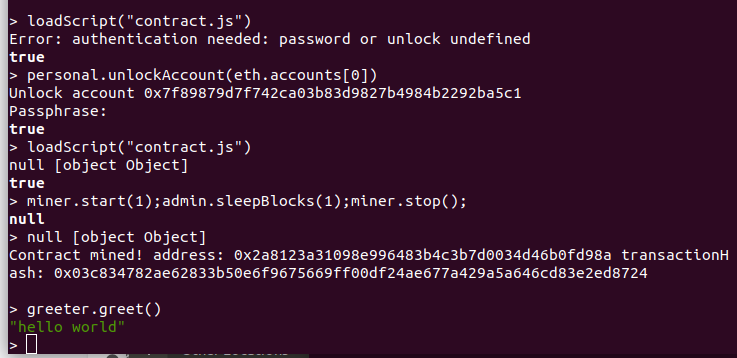 > loadScript("contract.js")
Error: authentication needed: password or unlock undefined
true
> personal.unlockAccount(eth.accounts[0])
Unlock account 0x7f89879d7f742ca03b83d9827b4984b2292ba5c1
Passphrase:
true
> loadScript("contract.js")
null [object Object]
true
> miner.start(1);admin.sleepBlocks(1);miner.stop();
null
> null [object Object]
Contract mined! address: 0x2a8123a31098e996483b4c3b7d0034d46b0fd98a transactionH
ash: 0x03c834782ae62833b50e6f9675669ff00df24ae677a429a5a646cd83e2ed8724
> greeter.greet()
"hello world"
>